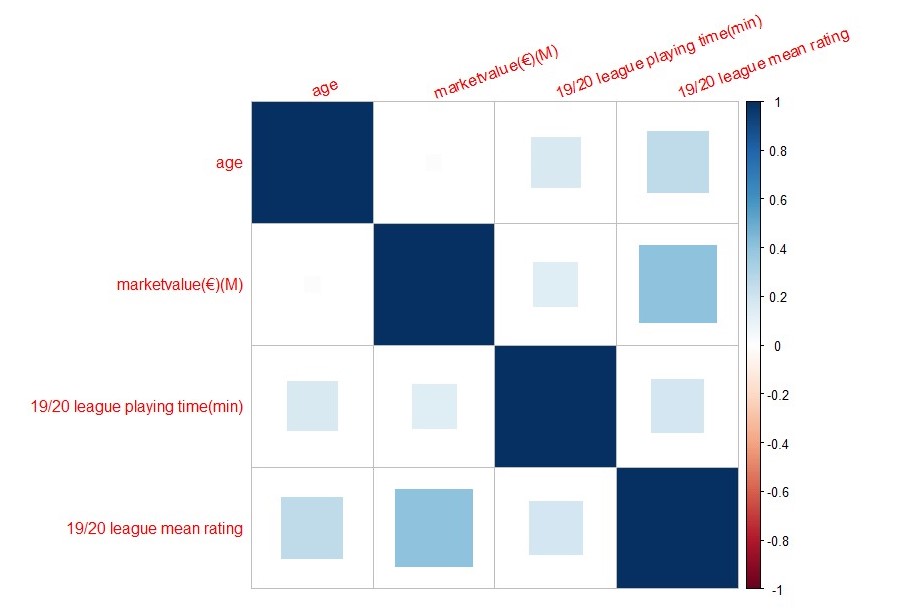 age
marketvalue(€)(M)
19/20 league playing time(min)
19/20 league mean rating
age
marketvalue(€)(M)
19/20 league playing time(min)
19/20 league mean rating
1
0.8
0.6
0.4
0.2
0
-0.2
-0.4
-0.6
-0.8
-1